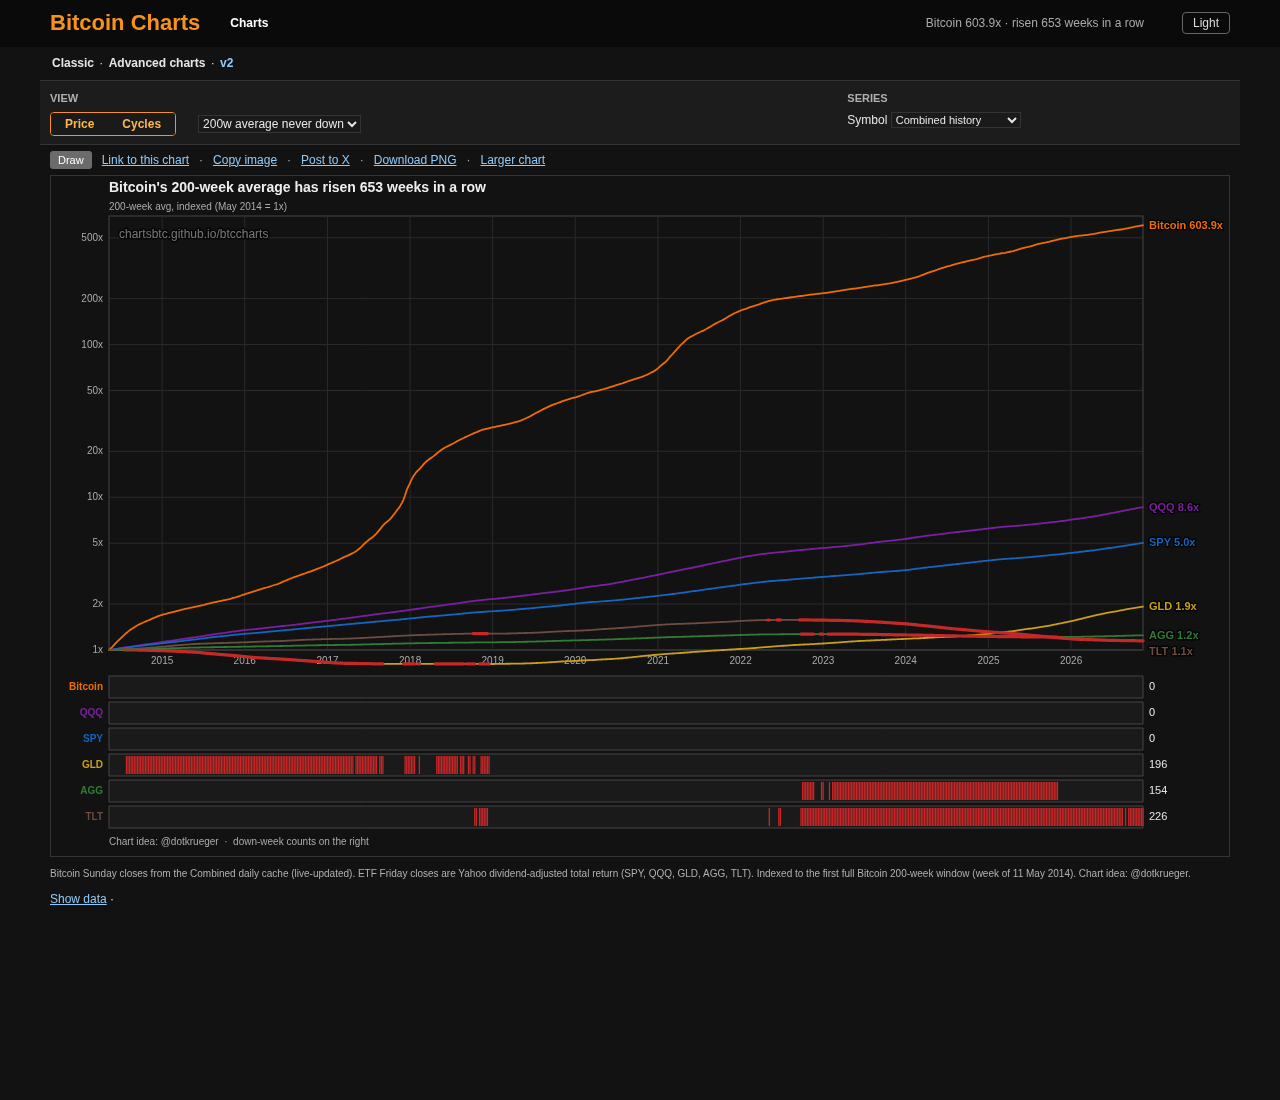 Bitcoin Charts
Charts
Bitcoin 603.9x · risen 653 weeks in a row
Light
Classic · Advanced charts · v2
VIEW
SERIES
Price
Cycles
200w average never down
Symbol
Combined history
Draw
Link to this chart · Copy image · Post to X · Download PNG · Larger chart
Bitcoin's 200-week average has risen 653 weeks in a row
200-week avg, indexed (May 2014 = 1x)
chartsbtc.github.io/btccharts
500x
200x
100x
50x
20x
10x
5x
2x
1x
Bitcoin 603.9x
QQQ 8.6x
SPY 5.0x
GLD 1.9x
AGG 1.2x
TLT 1.1x
2015 2016 2017 2018 2019 2020 2021 2022 2023 2024 2025 2026
Bitcoin 0
QQQ 0
SPY 0
GLD 196
AGG 154
TLT 226
Chart idea: @dotkrueger · down-week counts on the right
Bitcoin Sunday closes from the Combined daily cache (live-updated). ETF Friday closes are Yahoo dividend-adjusted total return (SPY, QQQ, GLD, AGG, TLT). Indexed to the first full Bitcoin 200-week window (week of 11 May 2014). Chart idea: @dotkrueger.
Show data ·